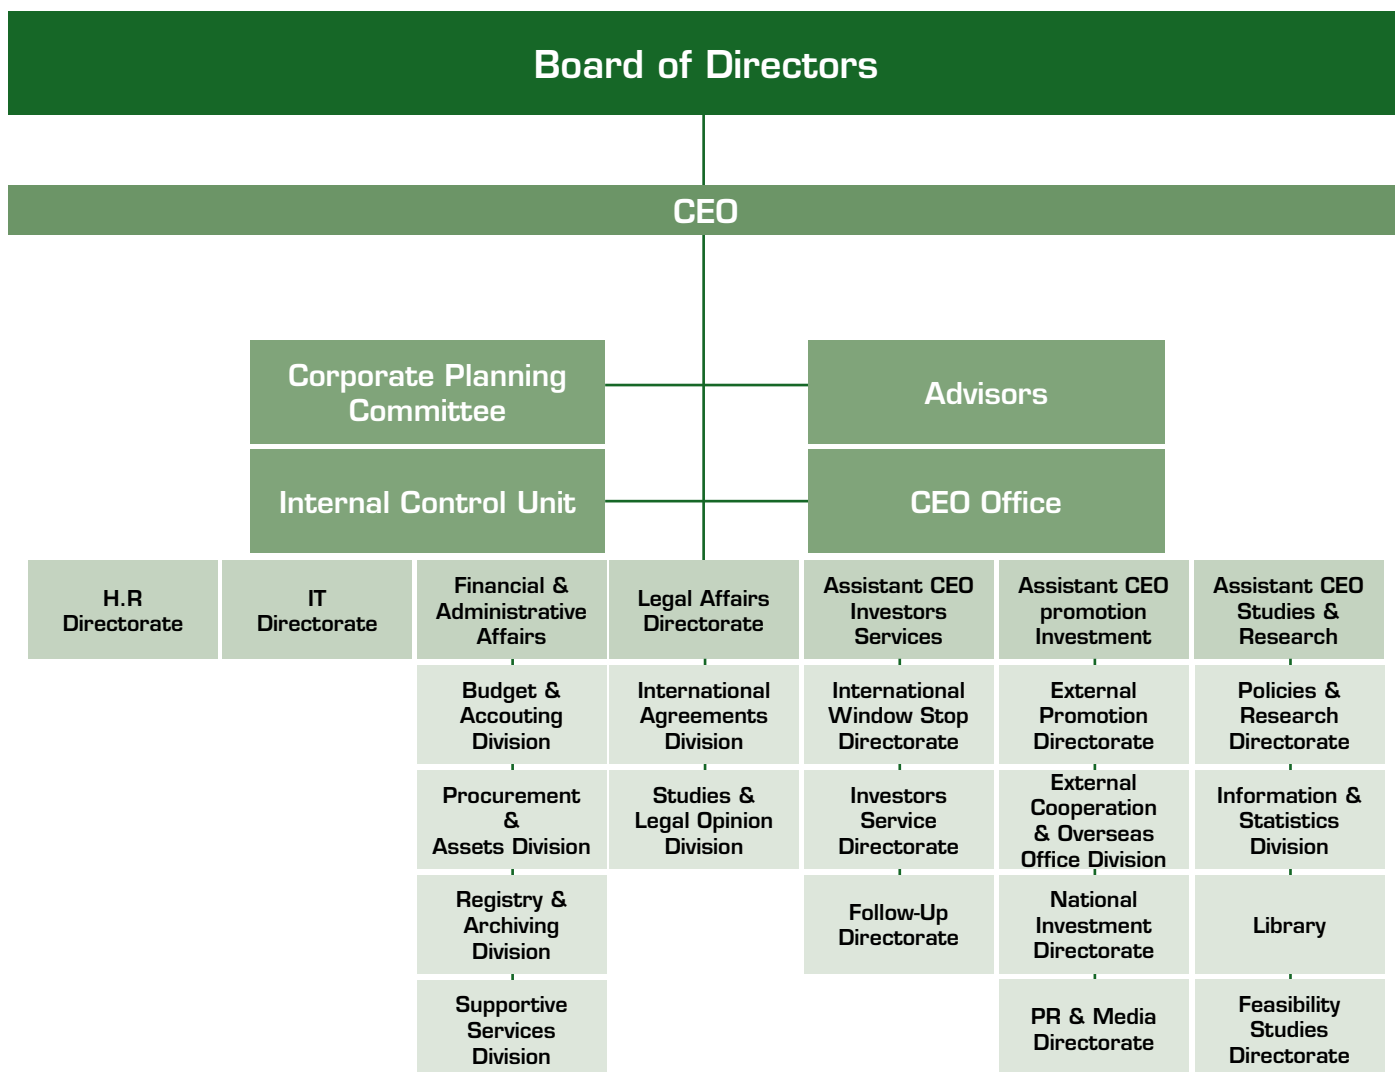 Board of Directors
CEO
Corporate Planning
Committee
Advisors
Internal Control Unit
CEO Office
H.R
Directorate
IT
Directorate
Financial &
Administrative
Affairs
Legal Affairs
Directorate
Assistant CEO
Investors
Services
Assistant CEO
promotion
Investment
Assistant CEO
Studies &
Research
Budget &
Accouting
Division
International
Agreements
Division
International
Window Stop
Directorate
External
Promotion
Directorate
Policies &
Research
Directorate
Procurement
&
Assets Division
Studies &
Legal Opinion
Division
Investors
Service
Directorate
External
Cooperation
& Overseas
Office Division
Information &
Statistics
Division
Registry &
Archiving
Division
Follow-Up
Directorate
National
Investment
Directorate
Library
Supportive
Services
Division
PR & Media
Directorate
Feasibility
Studies
Directorate